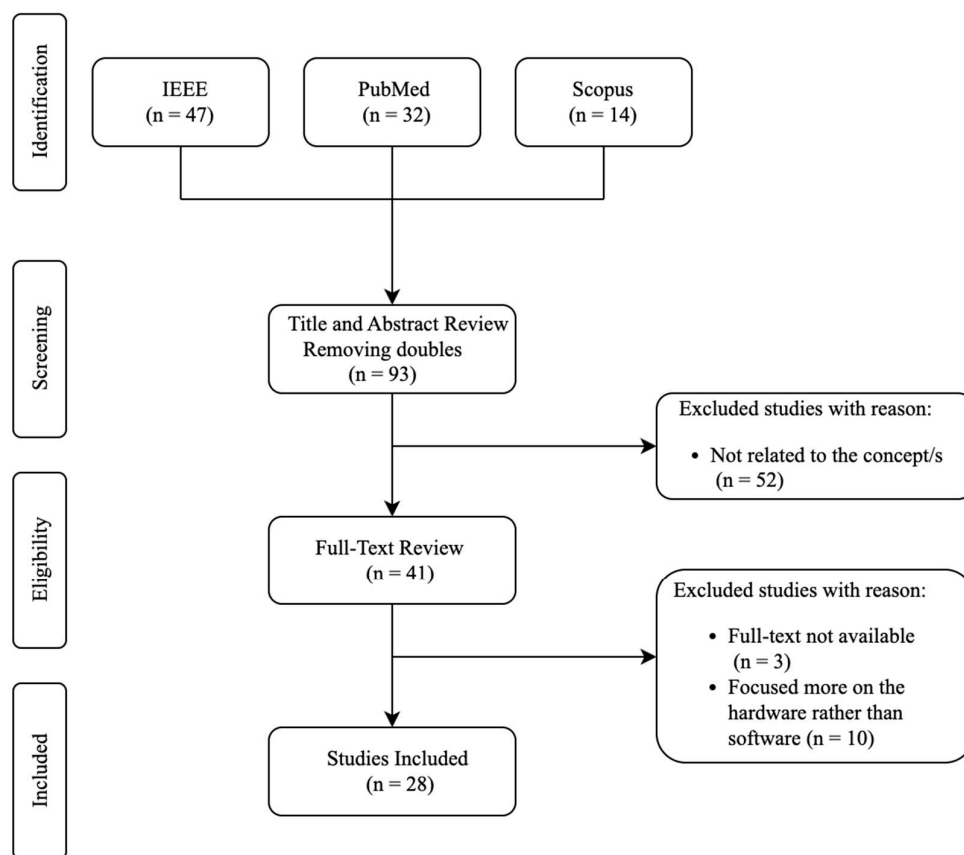 Identification
IEEE
(n = 47)
PubMed
(n = 32)
Scopus
(n = 14)
Screening
Title and Abstract Review
Removing doubles
(n = 93)
Excluded studies with reason:
• Not related to the concept/s
(n = 52)
Eligibility
Full-Text Review
(n = 41)
Excluded studies with reason:
• Full-text not available
(n = 3)
• Focused more on the
hardware rather than
software (n = 10)
Included
Studies Included
(n = 28)